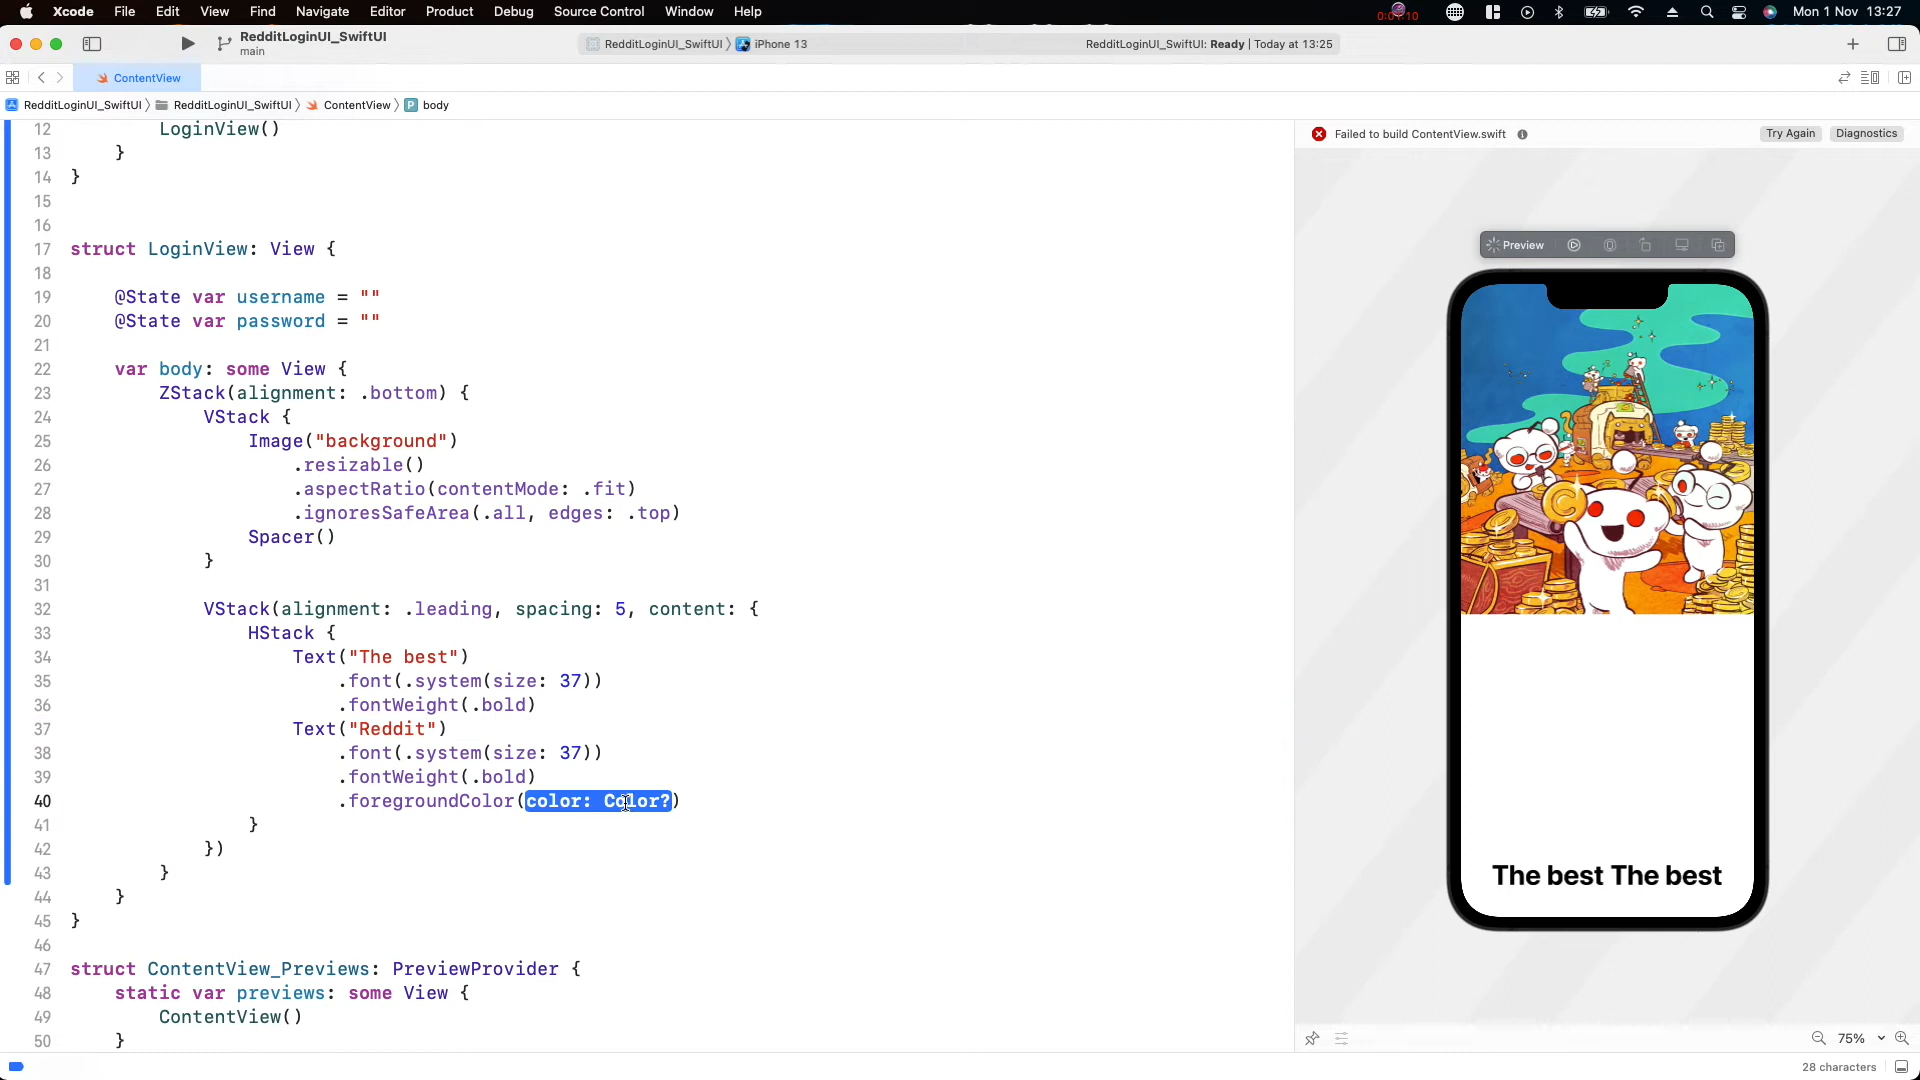 Xcode File Edit View Find Navigate Editor Product Debug Source Control Window Help
0:01:10
Mon 1 Nov 13:27
RedditLoginUI_SwiftUI
main
RedditLoginUI_SwiftUI 〉 iPhone 13
RedditLoginUI_SwiftUI: Ready | Today at 13:25
ContentView
RedditLoginUI_SwiftUI 〉 RedditLoginUI_SwiftUI 〉 ContentView 〉 P body
12 LoginView()
13 }
14 }
15
16
17 struct LoginView: View {
18
19 @State var username = ""
20 @State var password = ""
21
22 var body: some View {
23 ZStack(alignment: .bottom) {
24 VStack {
25 Image("background")
26 .resizable()
27 .aspectRatio(contentMode: .fit)
28 .ignoresSafeArea(.all, edges: .top)
29 Spacer()
30 }
31
32 VStack(alignment: .leading, spacing: 5, content: {
33 HStack {
34 Text("The best")
35 .font(.system(size: 37))
36 .fontWeight(.bold)
37 Text("Reddit")
38 .font(.system(size: 37))
39 .fontWeight(.bold)
40 .foregroundColor(color: Color?)
41 }
42 })
43 }
44 }
45 }
46
47 struct ContentView_Previews: PreviewProvider {
48 static var previews: some View {
49 ContentView()
50 }
Failed to build ContentView.swift
Try Again
Diagnostics
Preview
The best The best
75%
28 characters